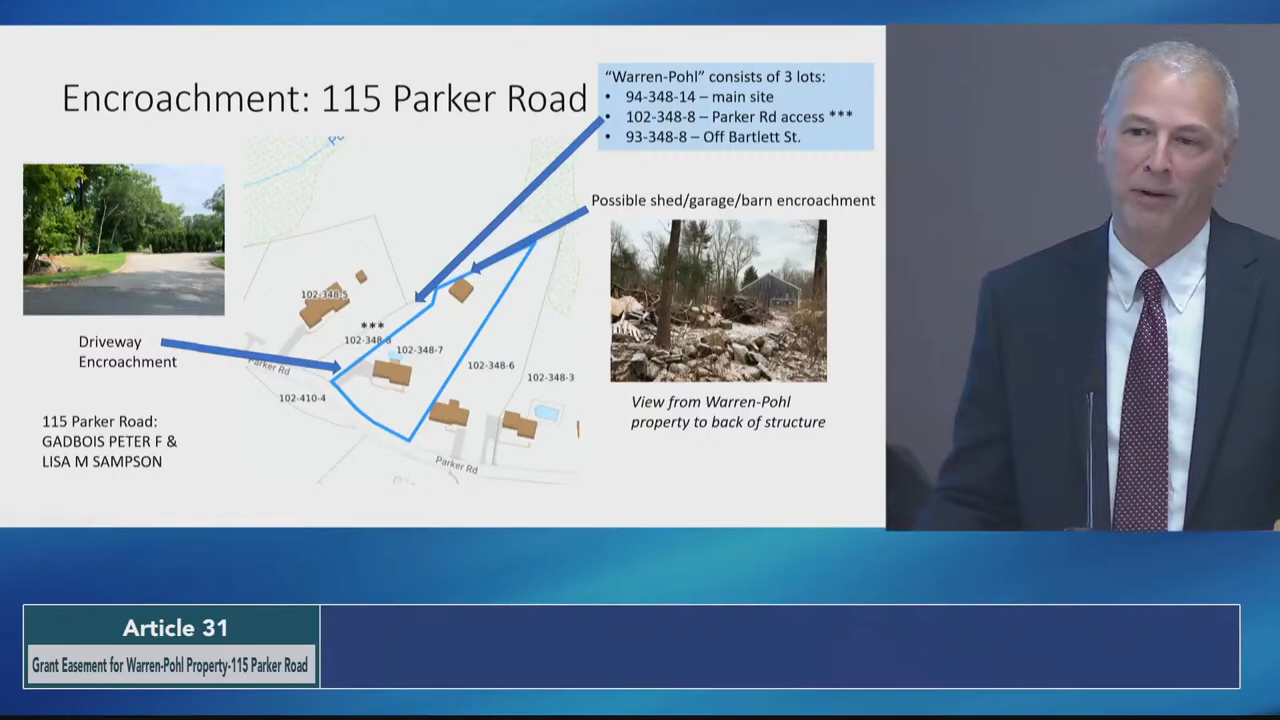 Encroachment: 115 Parker Road
"Warren-Pohl" consists of 3 lots:
• 94-348-14 – main site
• 102-348-8 – Parker Rd access ***
• 93-348-8 – Off Bartlett St.
Possible shed/garage/barn encroachment
102-348-5
***
102-348-8
102-348-7
102-348-6
102-348-3
Driveway
Encroachment
Parker Rd
102-410-4
View from Warren-Pohl
property to back of structure
115 Parker Road:
GADBOIS PETER F &
LISA M SAMPSON
Parker Rd
Article 31
Grant Easement for Warren-Pohl Property-115 Parker Road